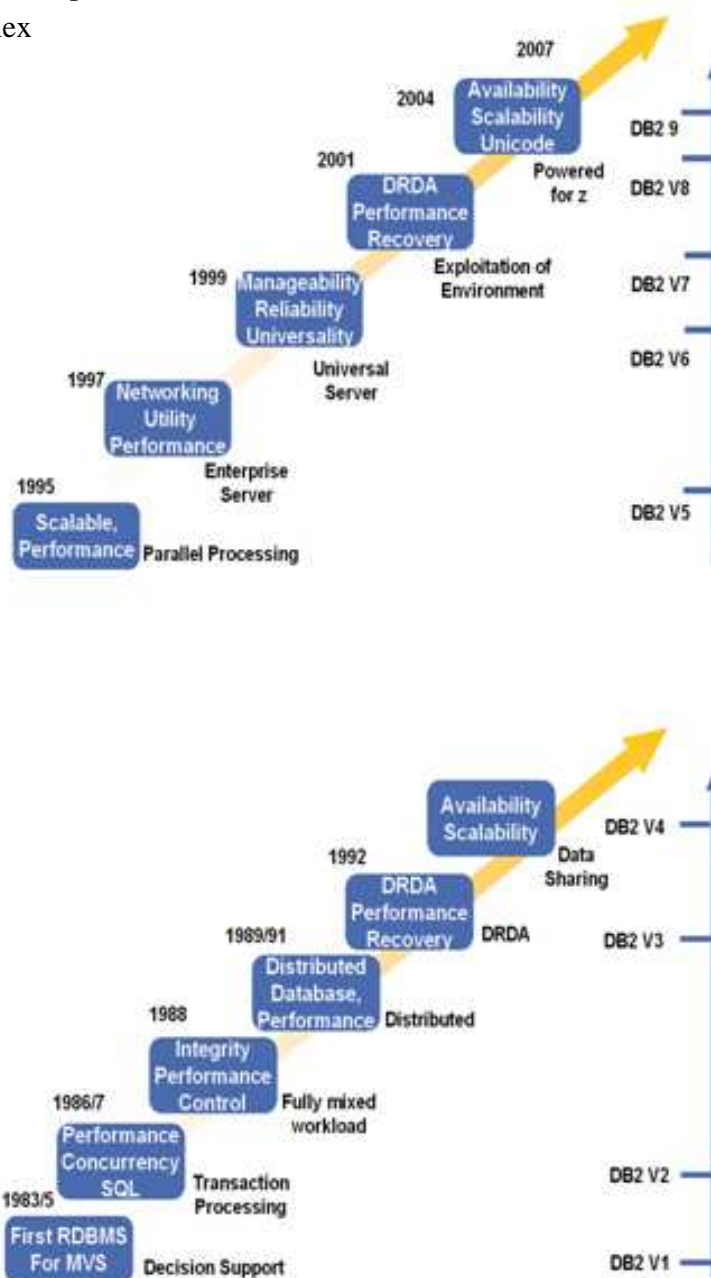 ex
2007
2004
Availability
Scalability
Unicode
DB2 9
Powered
for z
DB2 V8
2001
DRDA
Performance
Recovery
Exploitation of
Environment
DB2 V7
1999
Manageability
Reliability
Universality
Universal
Server
DB2 V6
1997
Networking
Utility
Performance
Enterprise
Server
1995
Scalable,
Performance
Parallel Processing
DB2 V5
Availability
Scalability
DB2 V4
Data
Sharing
1992
DRDA
Performance
Recovery
DRDA
DB2 V3
1989/91
Distributed
Database,
Performance
Distributed
1988
Integrity
Performance
Control
Fully mixed
workload
1986/7
Performance
Concurrency
SQL
Transaction
Processing
DB2 V2
1983/5
First RDBMS
For MVS
Decision Support
DB2 V1